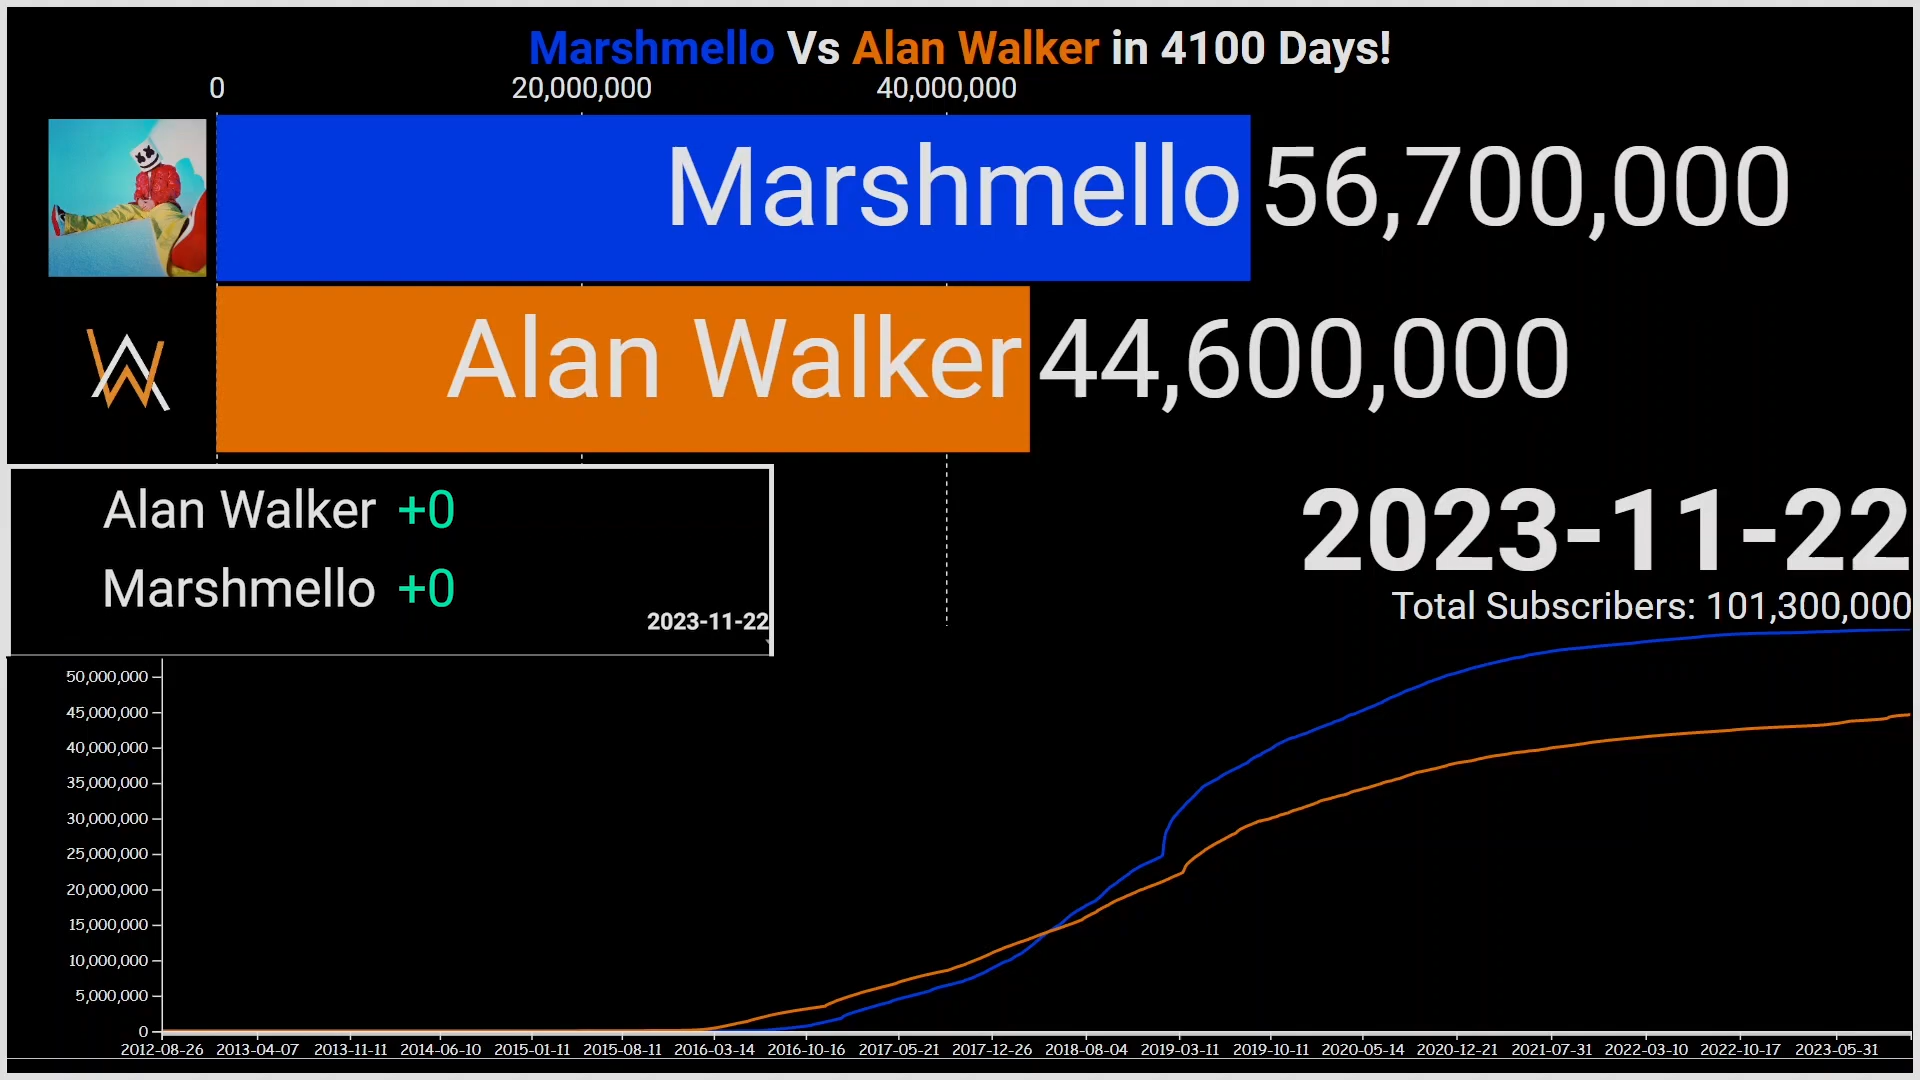 Marshmello Vs Alan Walker in 4100 Days!
0 20,000,000 40,000,000
Marshmello 56,700,000
Alan Walker 44,600,000
Alan Walker +0
Marshmello +0
2023-11-22
2023-11-22
Total Subscribers: 101,300,000
50,000,000
45,000,000
40,000,000
35,000,000
30,000,000
25,000,000
20,000,000
15,000,000
10,000,000
5,000,000
0
2012-08-26 2013-04-07 2013-11-11 2014-06-10 2015-01-11 2015-08-11 2016-03-14 2016-10-16 2017-05-21 2017-12-26 2018-08-04 2019-03-11 2019-10-11 2020-05-14 2020-12-21 2021-07-31 2022-03-10 2022-10-17 2023-05-31